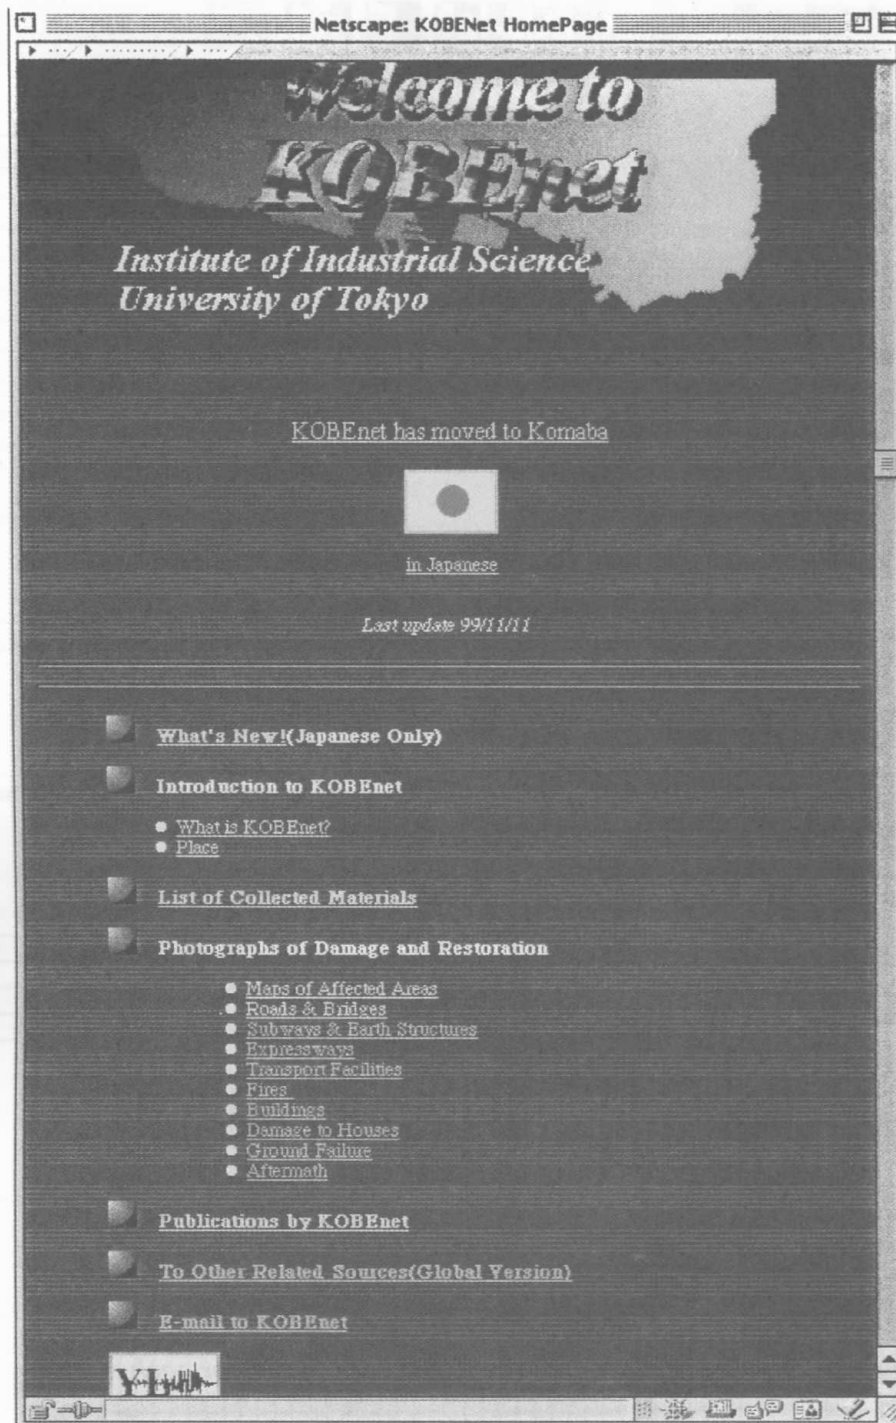 Netscape: KOBENet HomePage
Welcome to
KOBEnet
Institute of Industrial Science
University of Tokyo
KOBEnet has moved to Komaba
in Japanese
Last update 99/11/11
What's New!(Japanese Only)
Introduction to KOBEnet
What is KOBEnet?
Place
List of Collected Materials
Photographs of Damage and Restoration
Maps of Affected Areas
Roads & Bridges
Subways & Earth Structures
Expressways
Transport Facilities
Fires
Buildings
Damage to Houses
Ground Failure
Aftermath
Publications by KOBEnet
To Other Related Sources(Global Version)
E-mail to KOBEnet